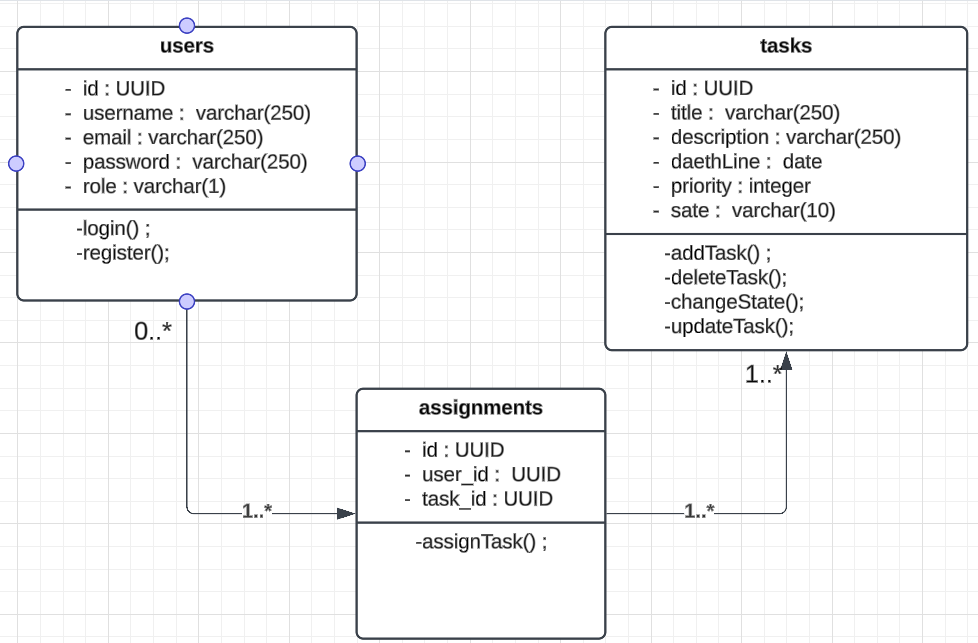 users
- id : UUID
- username : varchar(250)
- email : varchar(250)
- password : varchar(250)
- role : varchar(1)
-login() ;
-register();
0..*
1..*
tasks
- id : UUID
- title : varchar(250)
- description : varchar(250)
- daethLine : date
- priority : integer
- sate : varchar(10)
-addTask() ;
-deleteTask();
-changeState();
-updateTask();
1..*
assignments
- id : UUID
- user_id : UUID
- task_id : UUID
-assignTask() ;
1..*